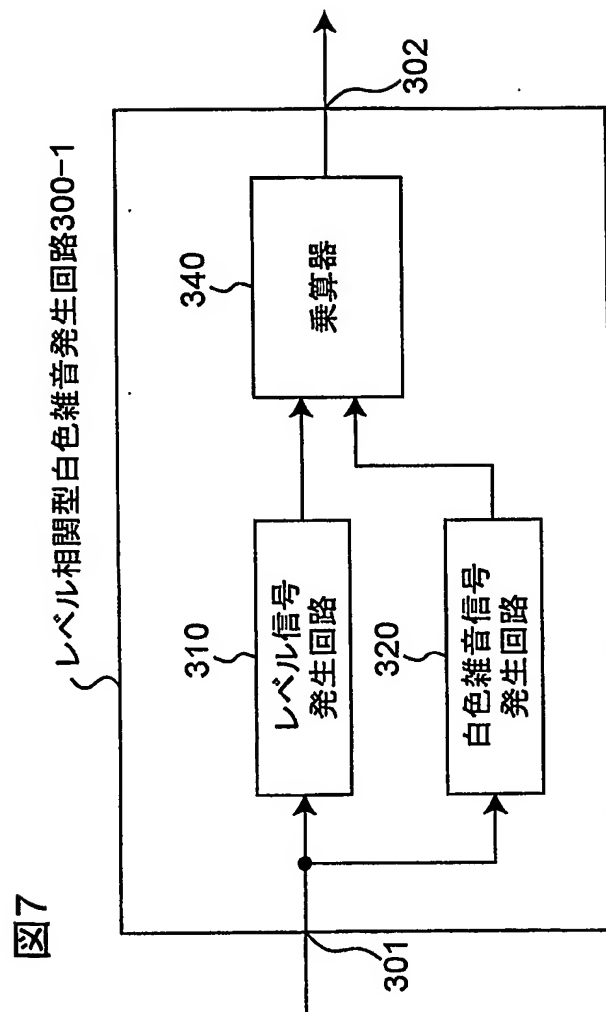 図7
レベル相関型白色雑音発生回路300-1
301
310
レベル信号
発生回路
320
白色雑音信号
発生回路
340
乗算器
302